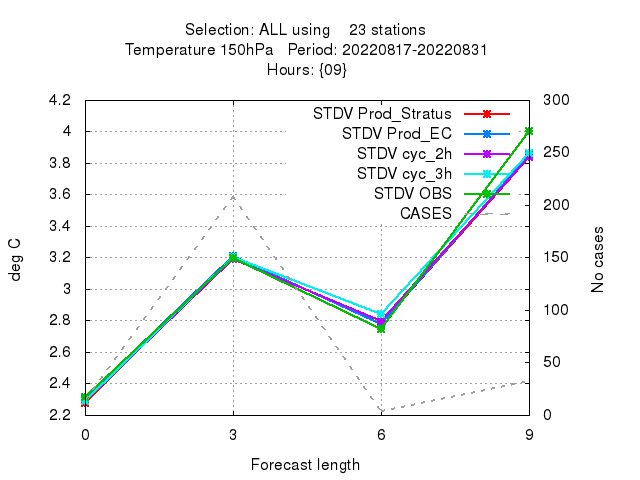 Selection: ALL using 23 stations
Temperature 150hPa Period: 20220817-20220831
Hours: {09}
4.2
4
3.8
3.6
3.4
3.2
3
2.8
2.6
2.4
2.2
deg C
STDV Prod_Stratus
STDV Prod_EC
STDV cyc_2h
STDV cyc_3h
STDV OBS
CASES
300
250
200
150
100
50
0
No cases
0 3 6 9
Forecast length